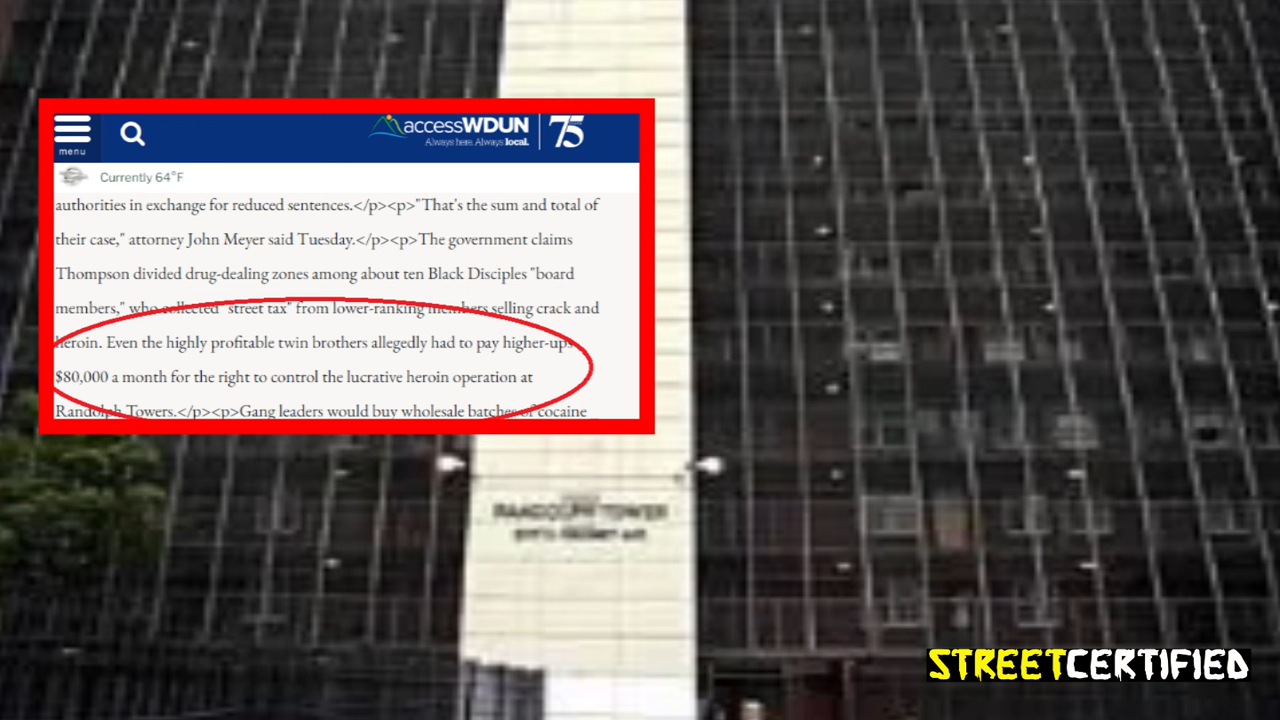 menu
accessWDUN
Always here. Always local.
75
Currently 64°F
authorities in exchange for reduced sentences.</p><p>"That's the sum and total of
their case," attorney John Meyer said Tuesday.</p><p>The government claims
Thompson divided drug-dealing zones among about ten Black Disciples "board
members," who collected "street tax" from lower-ranking members selling crack and
heroin. Even the highly profitable twin brothers allegedly had to pay higher-ups
$80,000 a month for the right to control the lucrative heroin operation at
Randolph Towers.</p><p>Gang leaders would buy wholesale batches of cocaine
RANDOLPH TOWER
STREETCERTIFIED